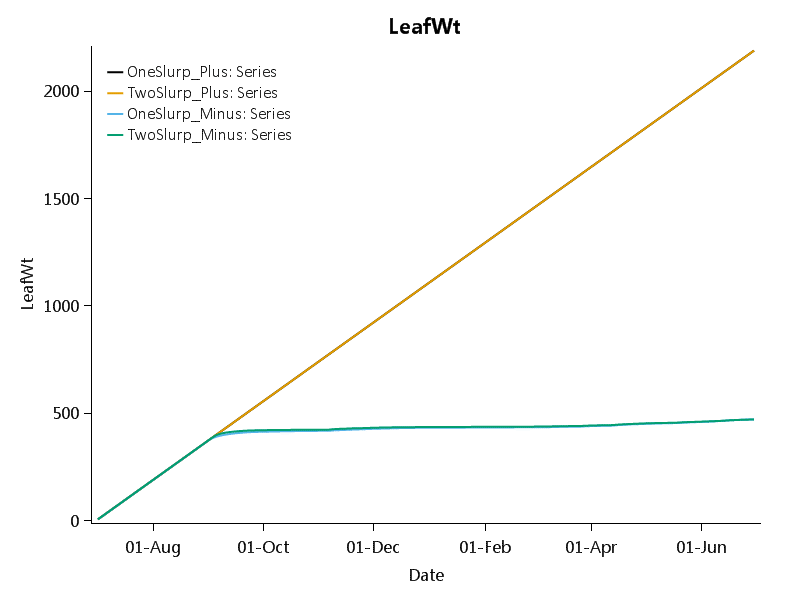 LeafWt
OneSlurp_Plus: Series
TwoSlurp_Plus: Series
OneSlurp_Minus: Series
TwoSlurp_Minus: Series
2000
1500
1000
500
0
LeafWt
01-Aug 01-Oct 01-Dec 01-Feb 01-Apr 01-Jun
Date